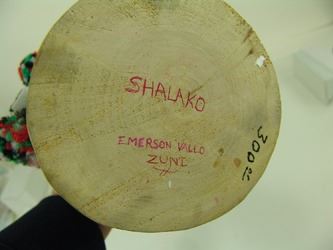 SHALAKO
EMERSON VALLO
ZUNI
300